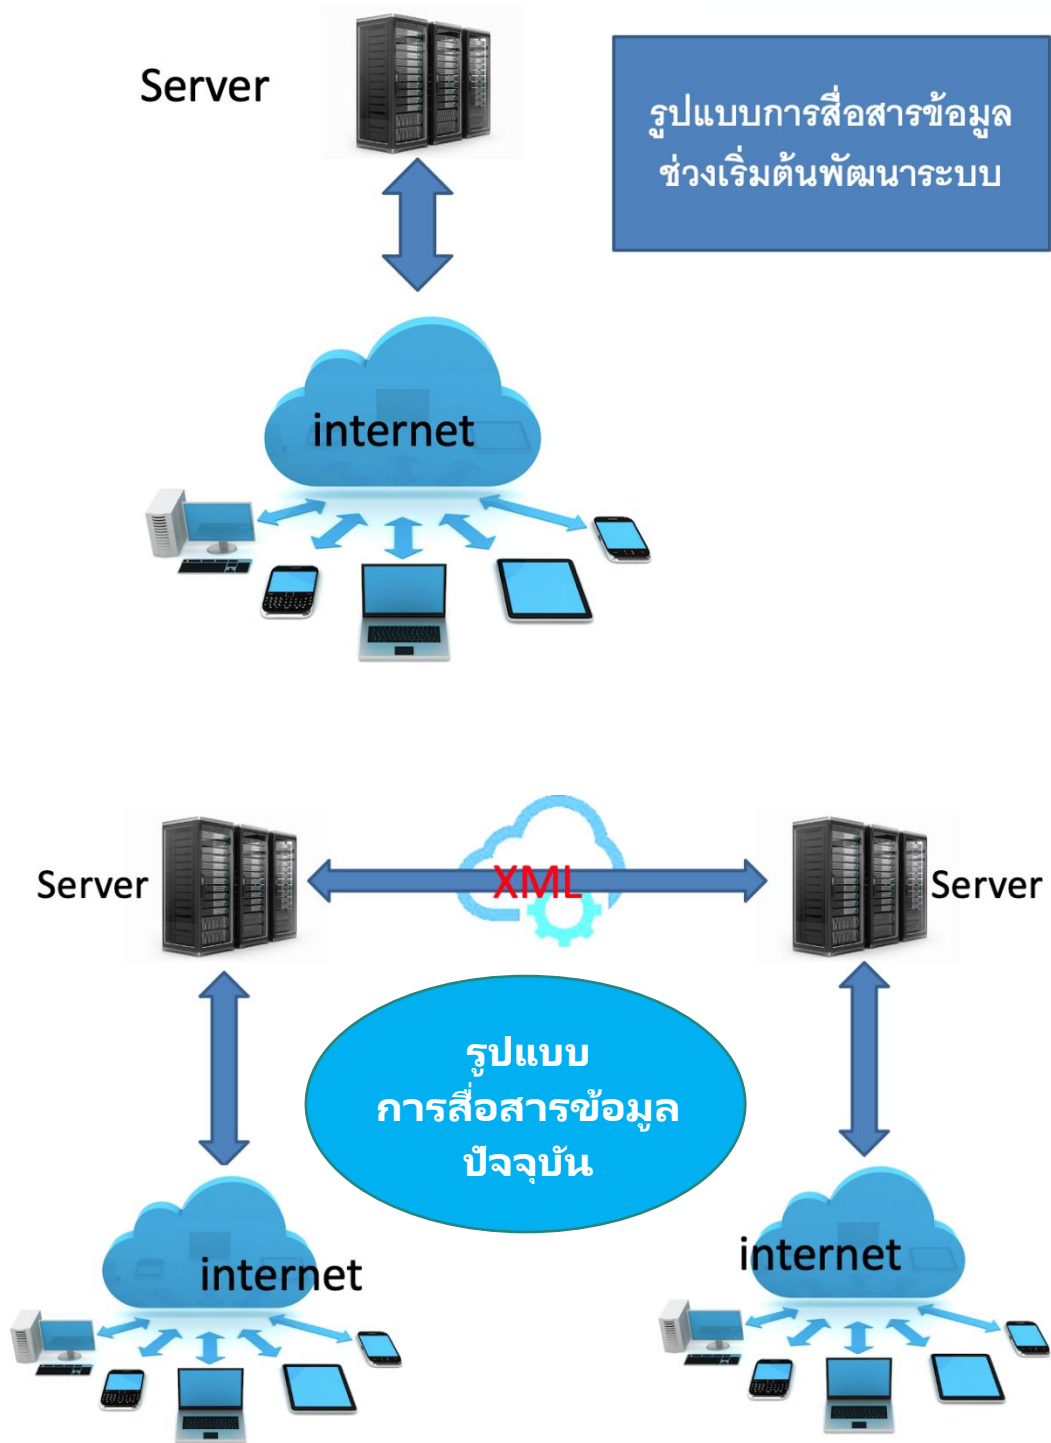 Server
รูปแบบการสื่อสารข้อมูล
ช่วงเริ่มต้นพัฒนาระบบ
internet
Server
XML
Server
รูปแบบ
การสื่อสารข้อมูล
ปัจจุบัน
internet
internet